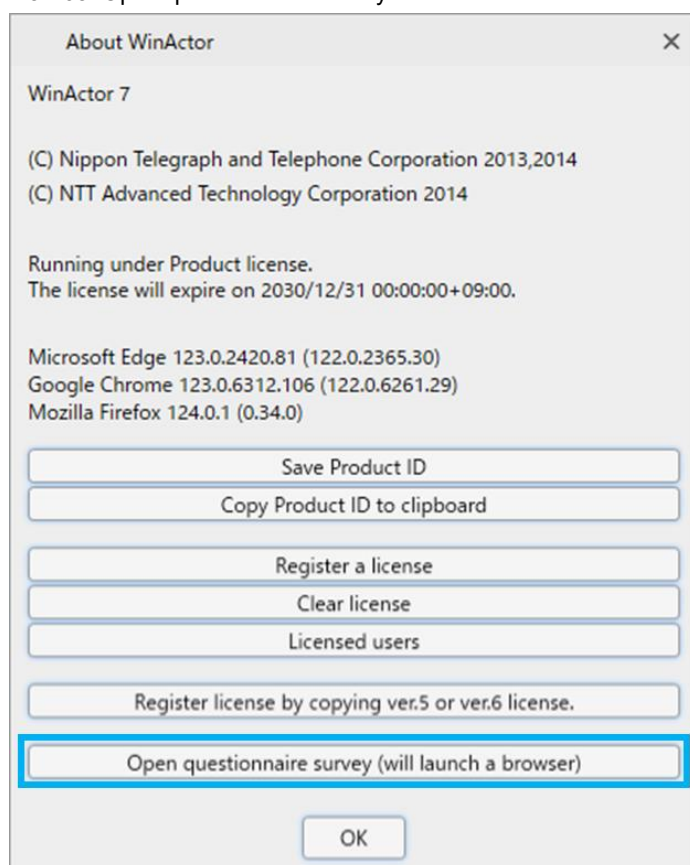 About WinActor
WinActor 7
(C) Nippon Telegraph and Telephone Corporation 2013,2014
(C) NTT Advanced Technology Corporation 2014
Running under Product license.
The license will expire on 2030/12/31 00:00:00+09:00.
Microsoft Edge 123.0.2420.81 (122.0.2365.30)
Google Chrome 123.0.6312.106 (122.0.6261.29)
Mozilla Firefox 124.0.1 (0.34.0)
Save Product ID
Copy Product ID to clipboard
Register a license
Clear license
Licensed users
Register license by copying ver.5 or ver.6 license.
Open questionnaire survey (will launch a browser)
OK